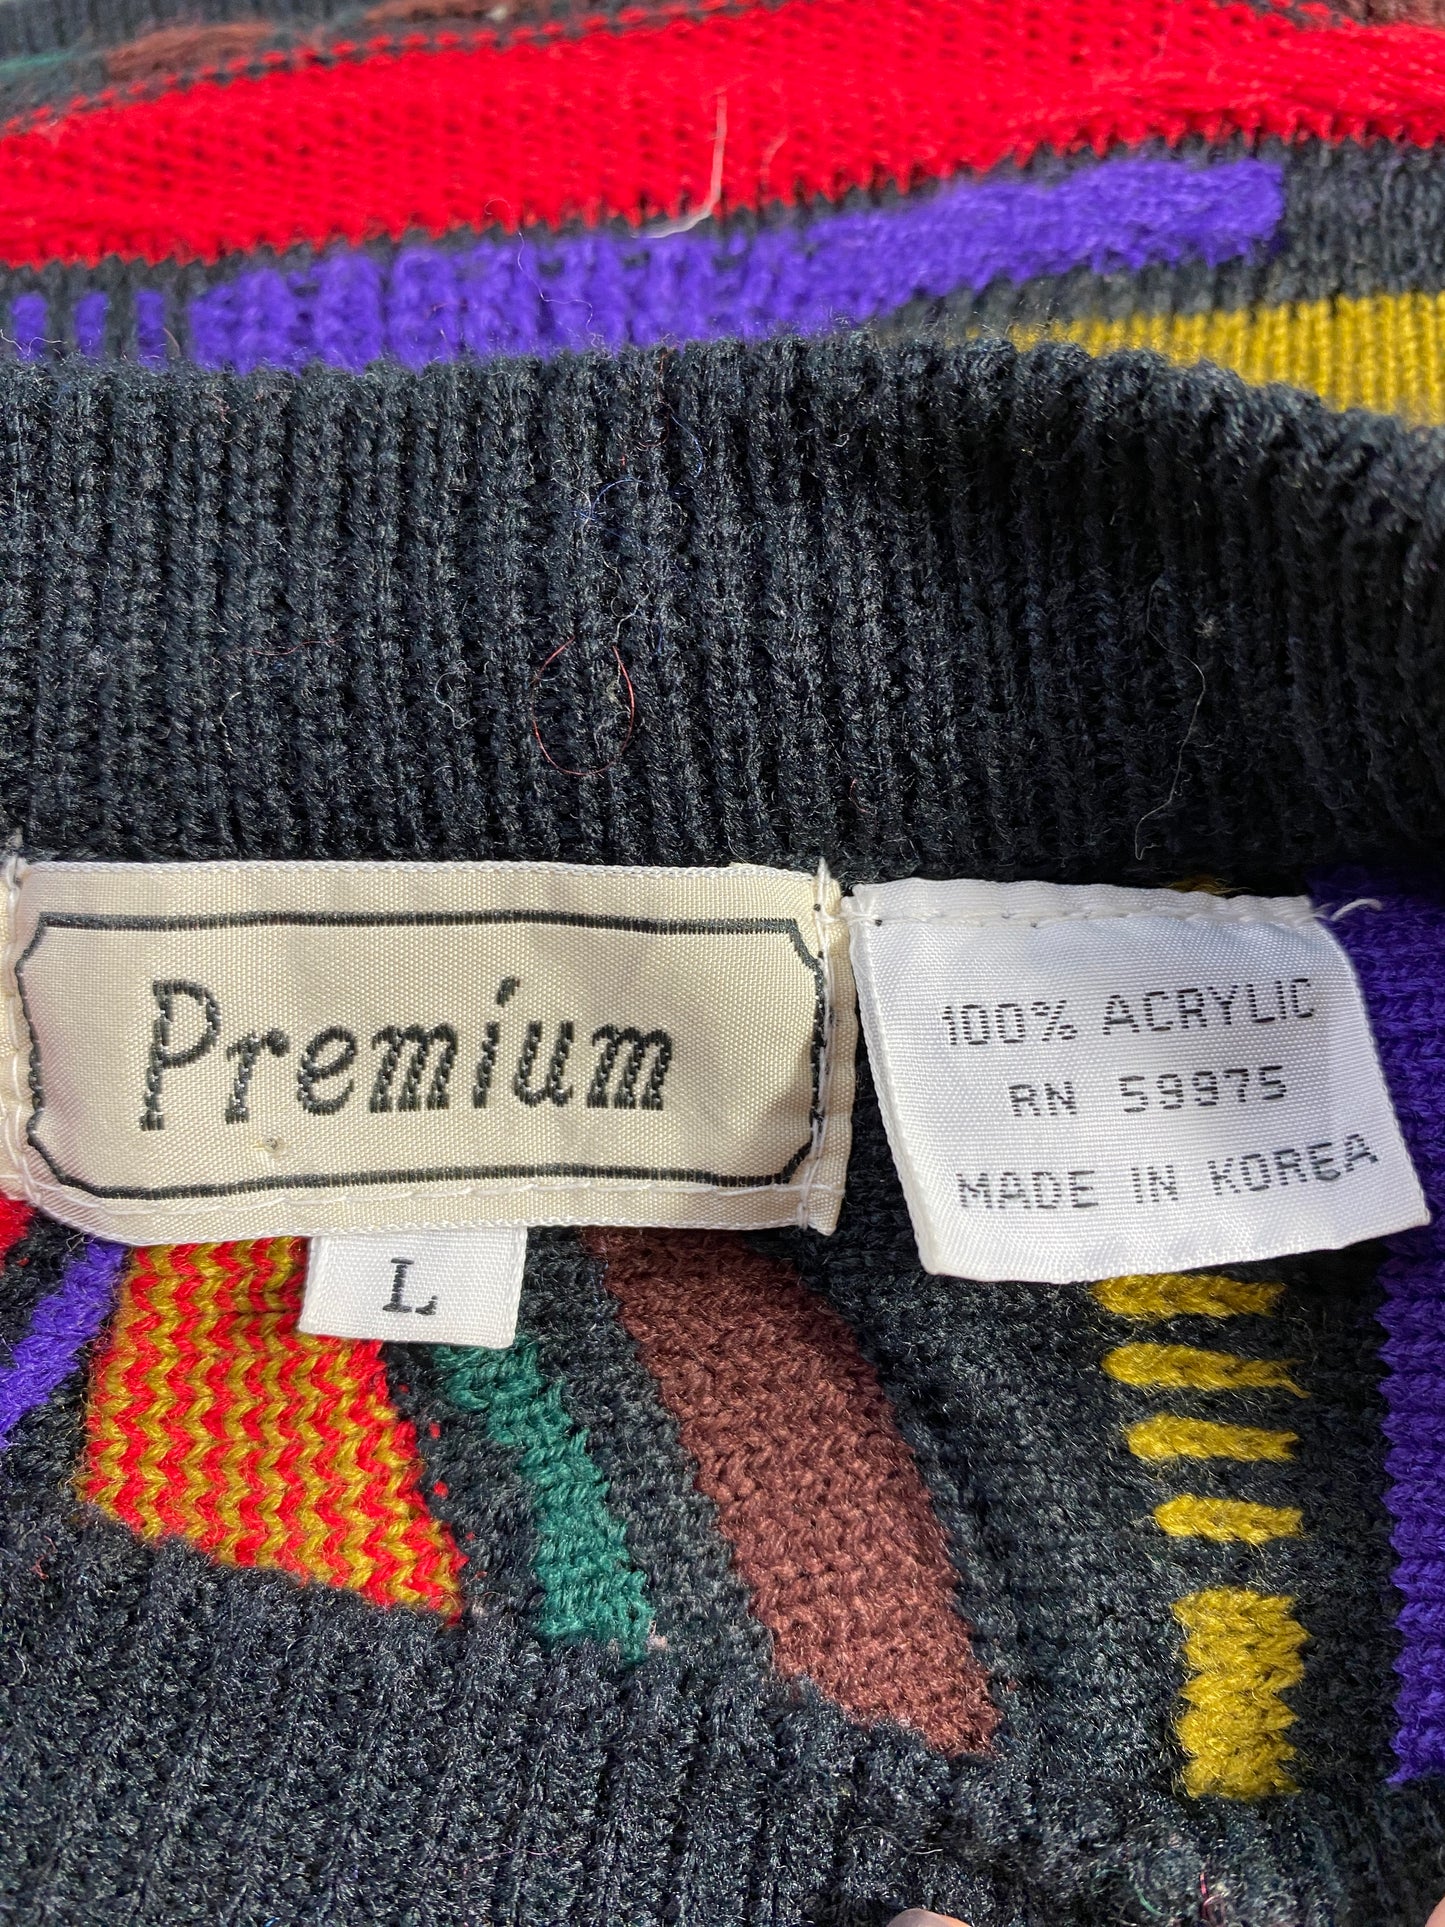 Premium
L
100% ACRYLIC
RN 59975
MADE IN KOREA